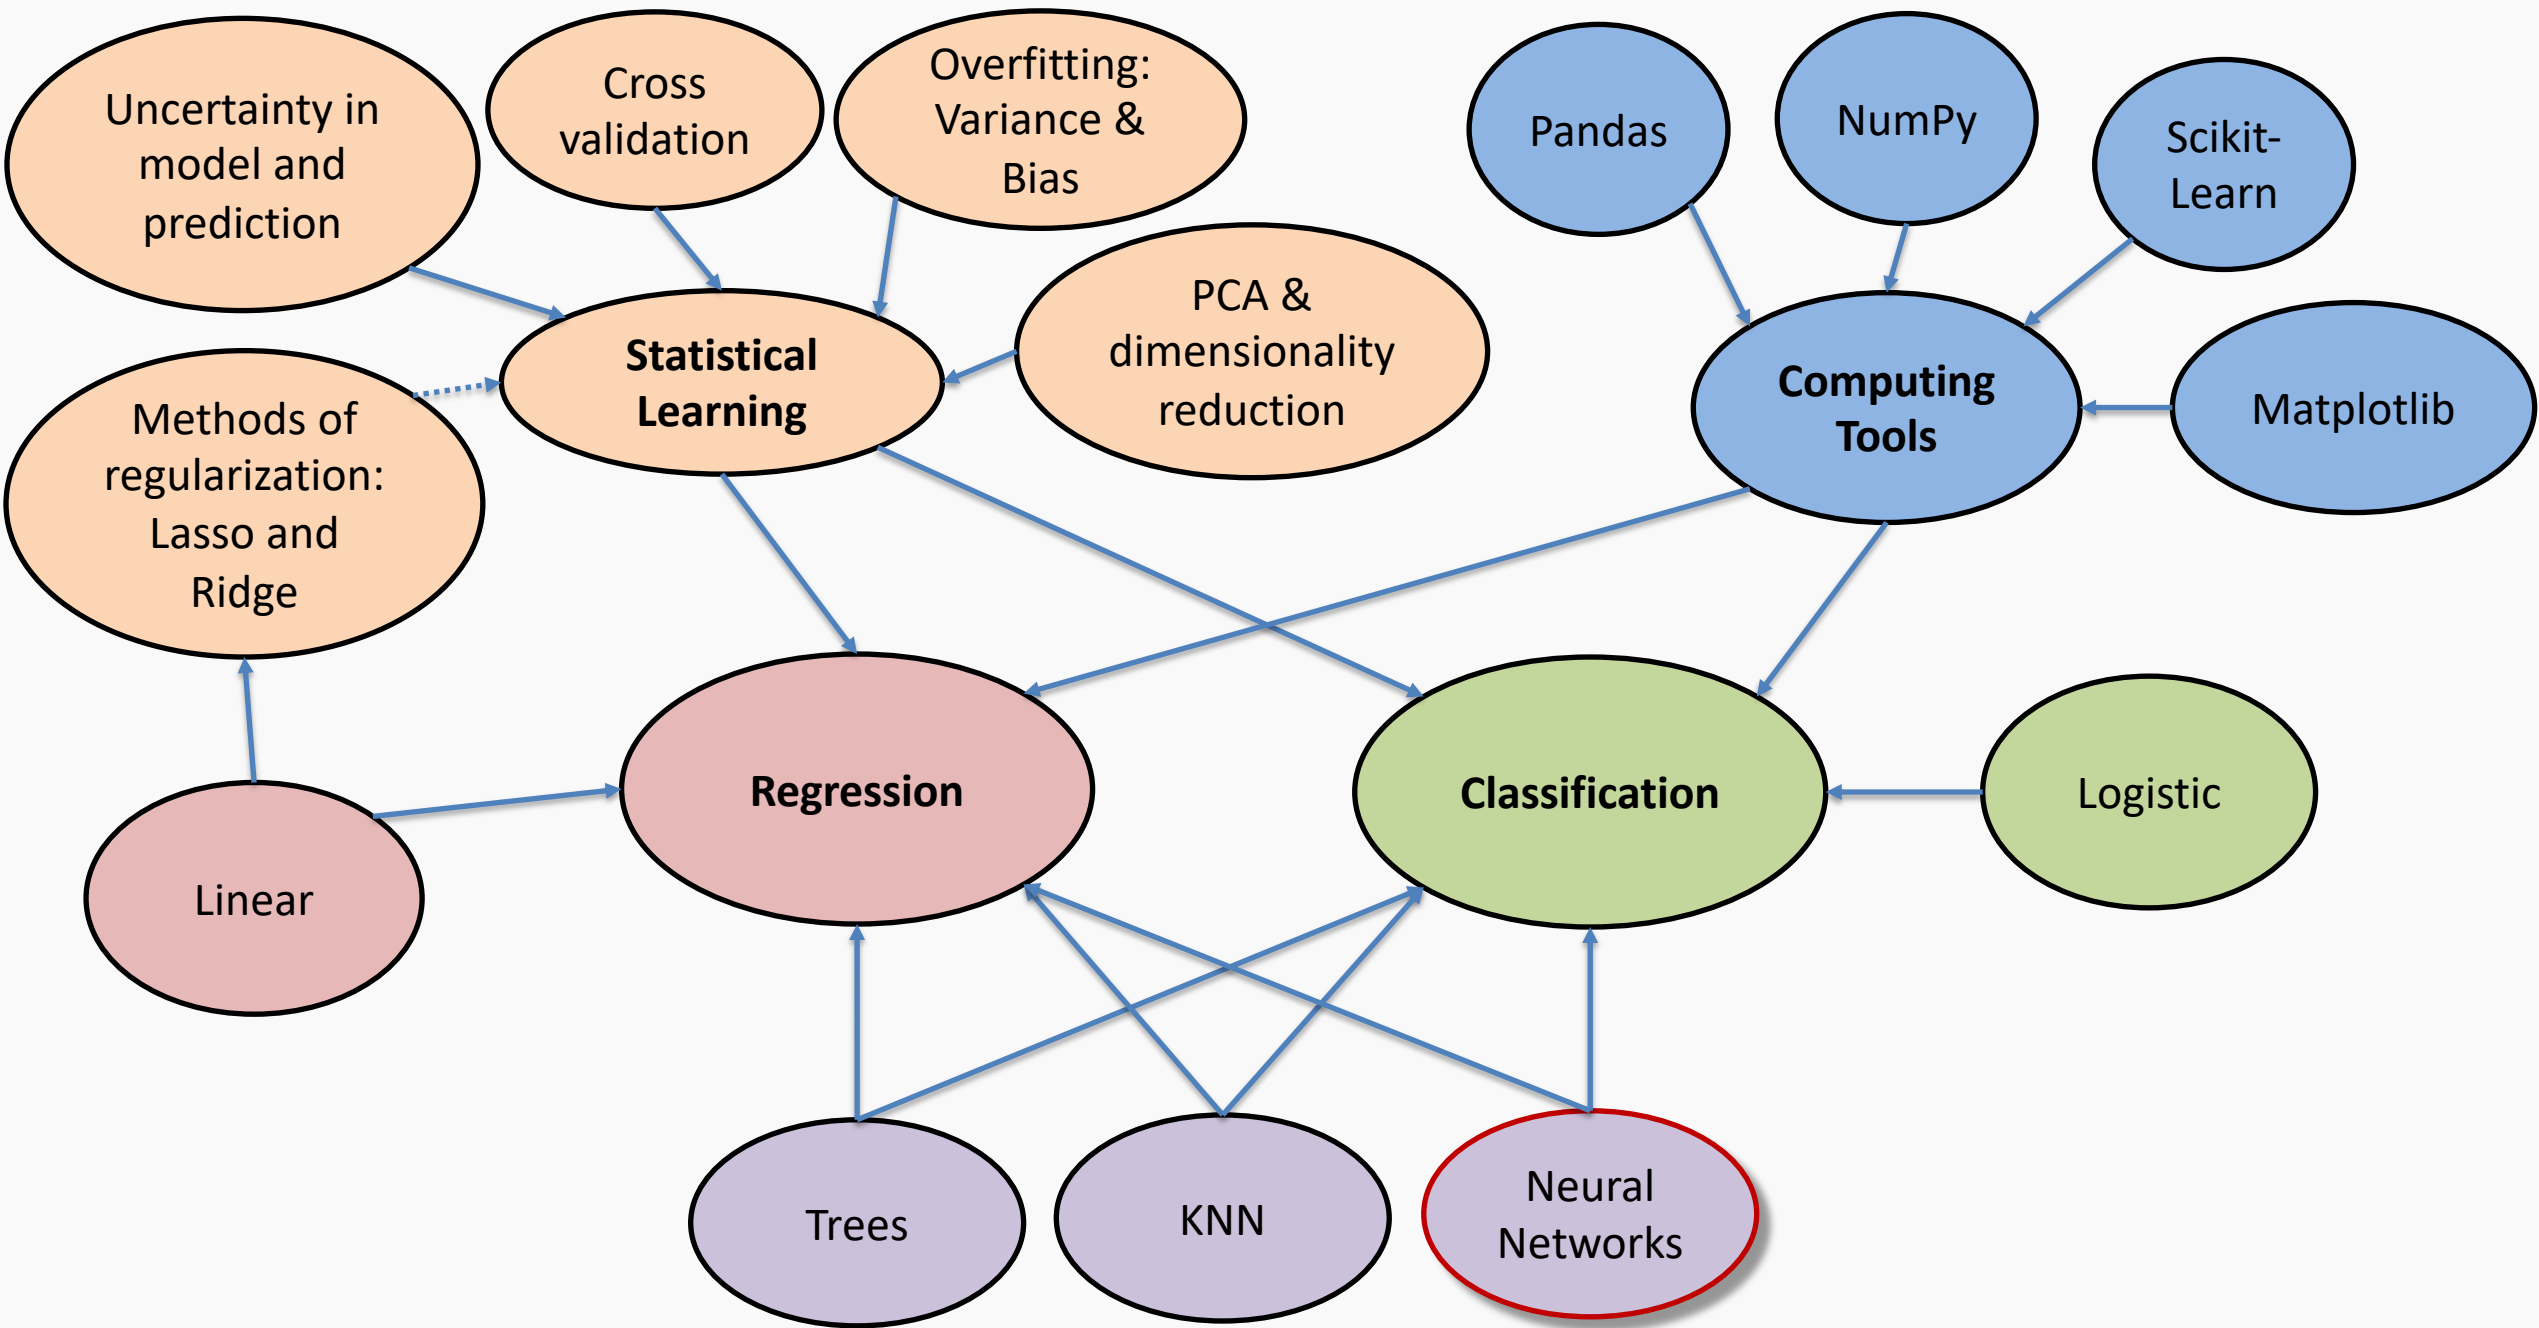 Uncertainty in
model and
prediction
Cross
validation
Overfitting:
Variance &
Bias
Pandas
NumPy
Scikit-
Learn
PCA &
dimensionality
reduction
Statistical
Learning
Computing
Tools
Matplotlib
Methods of
regularization:
Lasso and
Ridge
Regression
Classification
Logistic
Linear
Trees
KNN
Neural
Networks